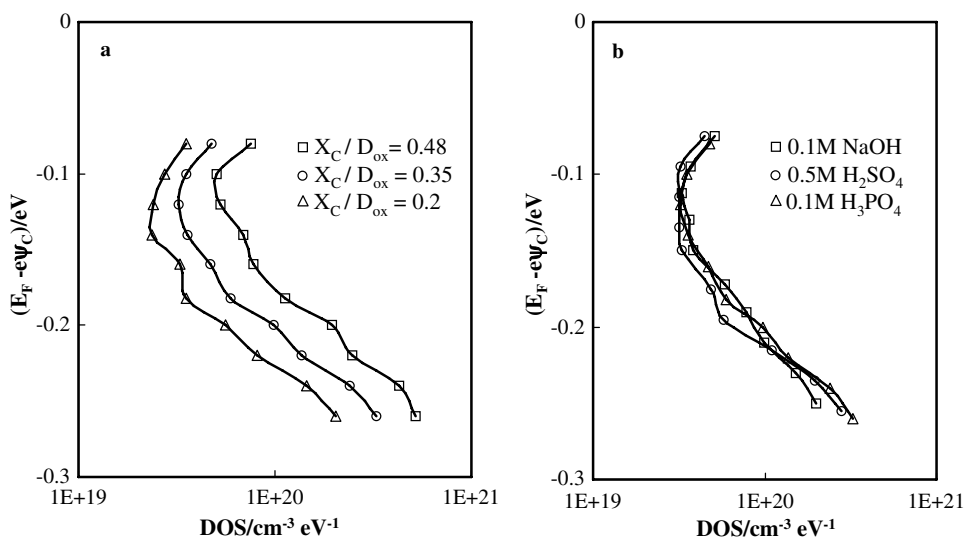 a
0
-0.1
-0.2
-0.3
(E_F -eψ_C)/eV
□ X_C / D_ox = 0.48
○ X_C / D_ox = 0.35
△ X_C / D_ox = 0.2
1E+19
1E+20
1E+21
DOS/cm⁻³ eV⁻¹
b
0
-0.1
-0.2
-0.3
(E_F -eψ_C)/eV
□ 0.1M NaOH
○ 0.5M H₂SO₄
△ 0.1M H₃PO₄
1E+19
1E+20
1E+21
DOS/cm⁻³ eV⁻¹